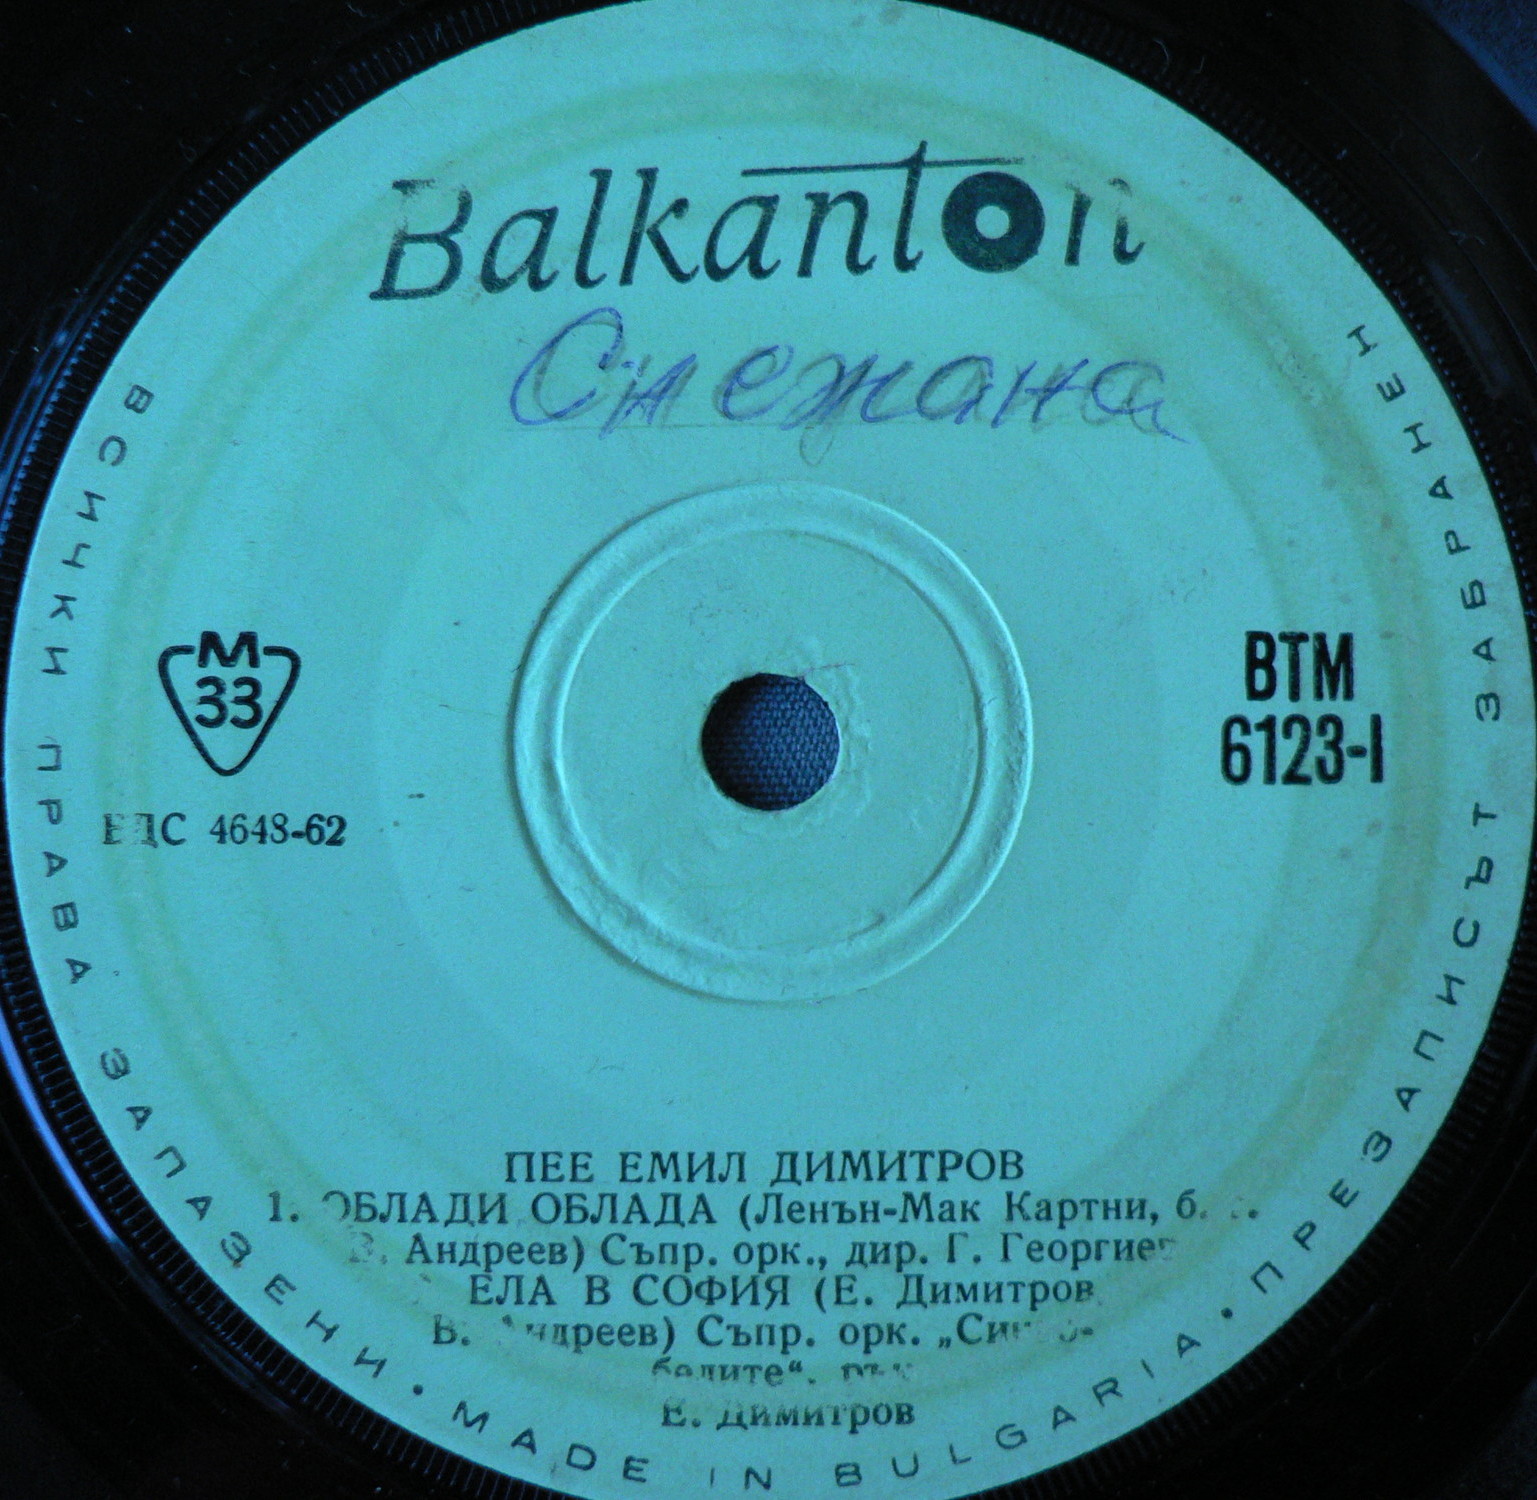 Balkanton
Снежана
М
33
БДС 4648-62
ВТМ
6123-I
ПЕЕ ЕМИЛ ДИМИТРОВ
1. ОБЛАДИ ОБЛАДА (Ленън-Мак Картни, б.
В. Андреев) Съпр. орк., дир. Г. Георгиев
ЕЛА В СОФИЯ (Е. Димитров,
В. Андреев) Съпр. орк.
Е. Димитров
ВСИЧКИ ПРАВА ЗАПАЗЕНИ • MADE IN BULGARIA • ПРЕЗАПИСЪТ ЗАБРАНЕН